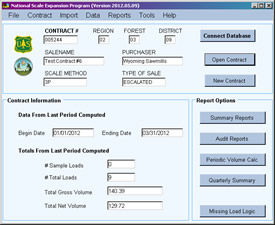 National Scale Expansion Program (Version 2012.05.09)
File Contract Import Data Reports Tools Help
CONTRACT # REGION FOREST DISTRICT
005244 02 03 09
SALENAME PURCHASER
Test Contract #6 Wyoming Sawmills
SCALE METHOD TYPE OF SALE
3P ESCALATED
Connect Database
Open Contract
New Contract
Contract Information
Data From Last Period Computed
Begin Date 01/01/2012 Ending Date 03/31/2012
Totals From Last Period Computed
# Sample Loads 0
# Total Loads 9
Total Gross Volume 140.39
Total Net Volume 129.72
Report Options
Summary Reports
Audit Reports
Periodic Volume Calc
Quarterly Summary
Missing Load Logic